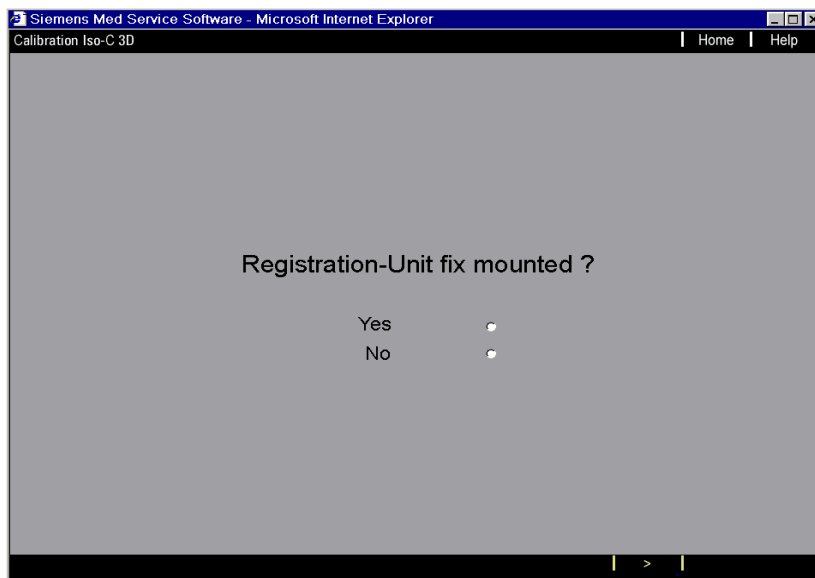 Siemens Med Service Software - Microsoft Internet Explorer
Calibration Iso-C 3D | Home | Help
Registration-Unit fix mounted ?
Yes
No
>